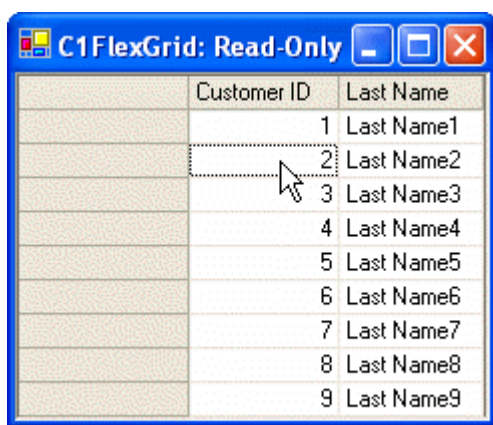 C1FlexGrid: Read-Only
Customer ID Last Name
1 Last Name1
2 Last Name2
3 Last Name3
4 Last Name4
5 Last Name5
6 Last Name6
7 Last Name7
8 Last Name8
9 Last Name9